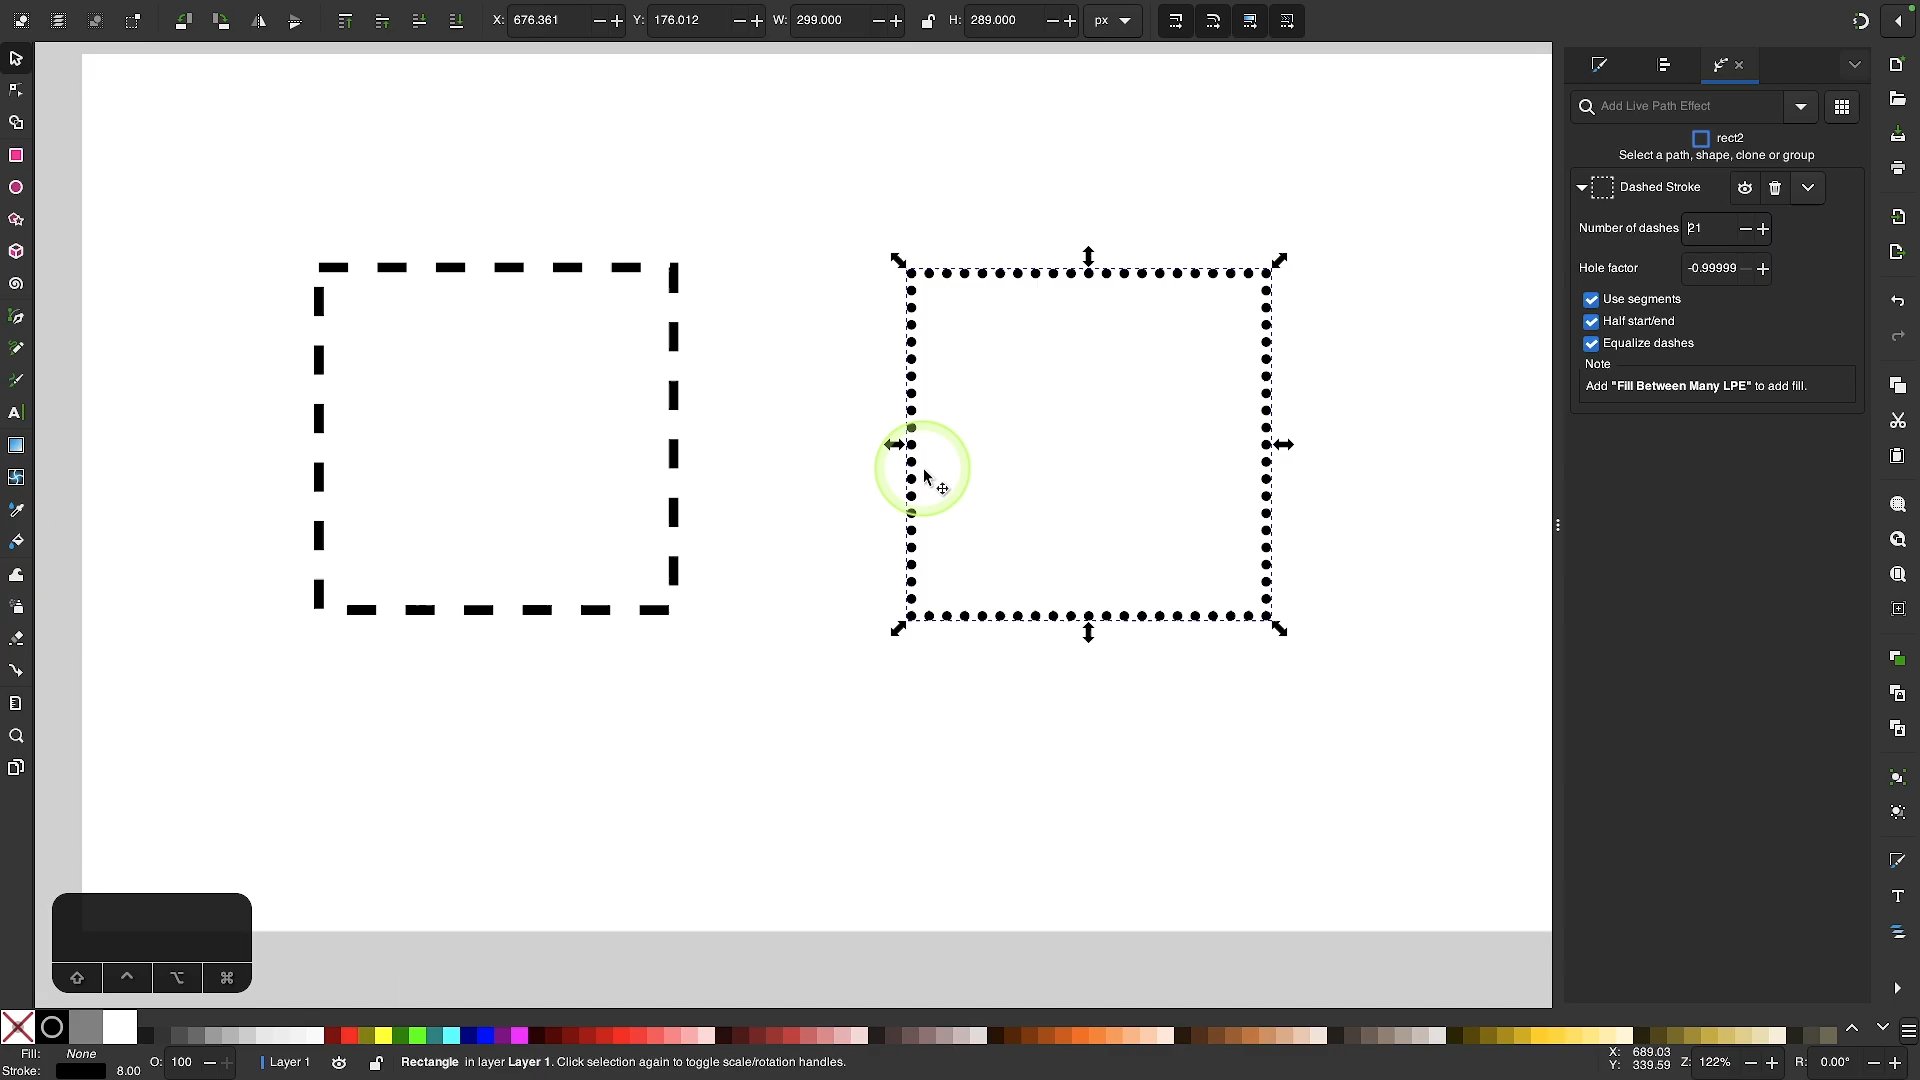 X: 676.361 Y: 176.012 W: 299.000 H: 289.000 px
Add Live Path Effect
rect2
Select a path, shape, clone or group
Dashed Stroke
Number of dashes 21
Hole factor -0.99999
Use segments
Half start/end
Equalize dashes
Note
Add "Fill Between Many LPE" to add fill.
Fill: None
Stroke: 8.00
O: 100
Layer 1
Rectangle in layer Layer 1. Click selection again to toggle scale/rotation handles.
X: 689.03
Y: 339.59
Z: 122%
R: 0.00°